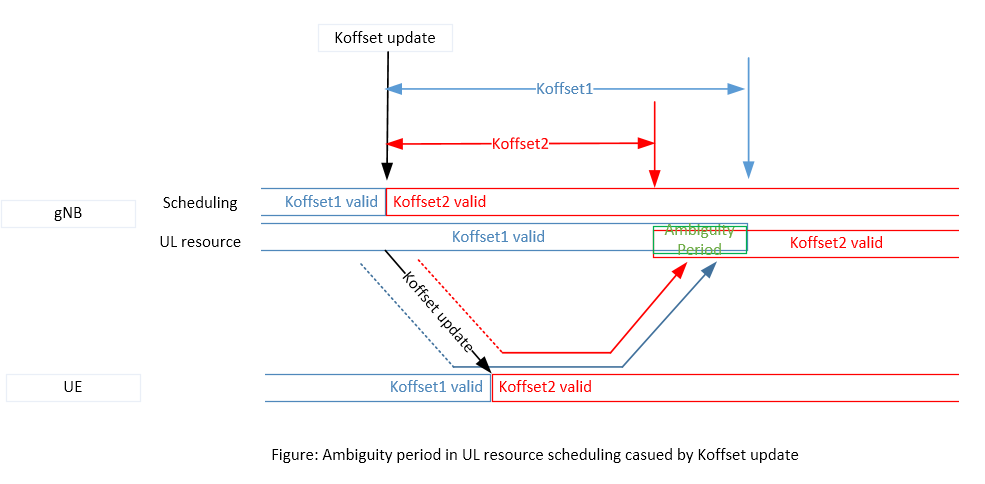 Koffset update
Koffset1
Koffset2
Scheduling
Koffset1 valid
Koffset2 valid
gNB
UL resource
Koffset1 valid
Ambiguity
Period
Koffset2 valid
Koffset update
UE
Koffset1 valid
Koffset2 valid
Figure: Ambiguity period in UL resource scheduling casued by Koffset update